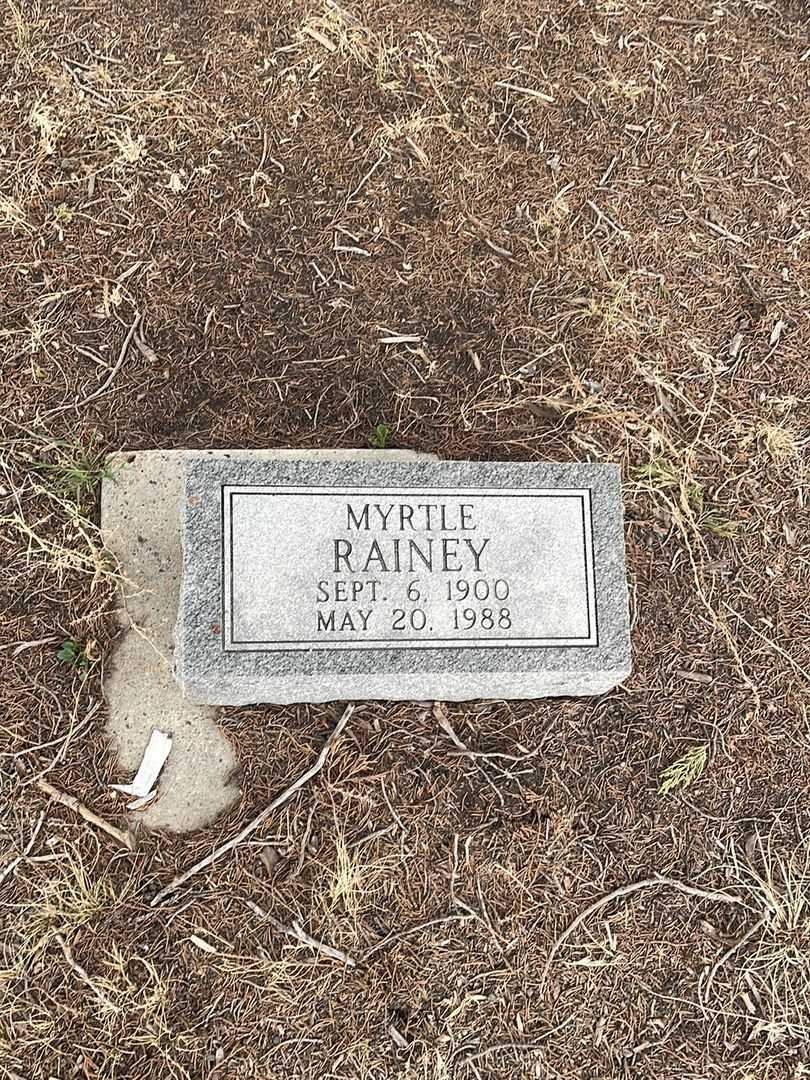 MYRTLE
RAINEY
SEPT. 6, 1900
MAY 20, 1988